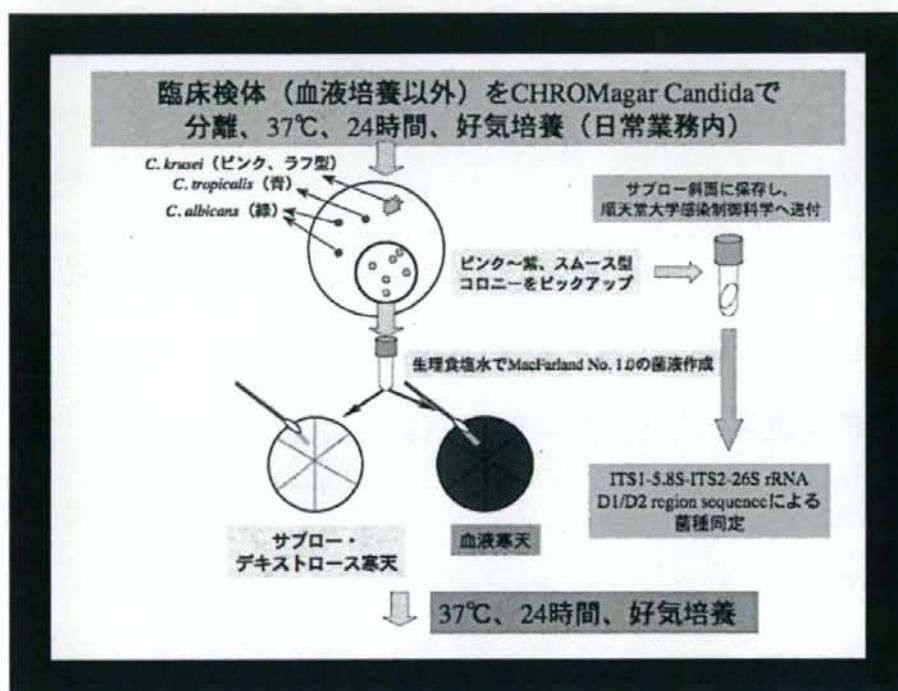 臨床検体（血液培養以外）をCHROMagar Candidaで
分離、37℃、24時間、好気培養（日常業務内）
C. krusei（ピンク、ラフ型）
C. tropicalis（青）
C. albicans（緑）
サブロー斜面に保存し、
順天堂大学感染制御科学へ送付
ピンク～紫、スムース型
コロニーをピックアップ
生理食塩水でMacFarland No. 1.0の菌液作成
ITS1-5.8S-ITS2-26S rRNA
D1/D2 region sequenceによる
菌種同定
サブロー・
デキストロース寒天
血液寒天
37℃、24時間、好気培養